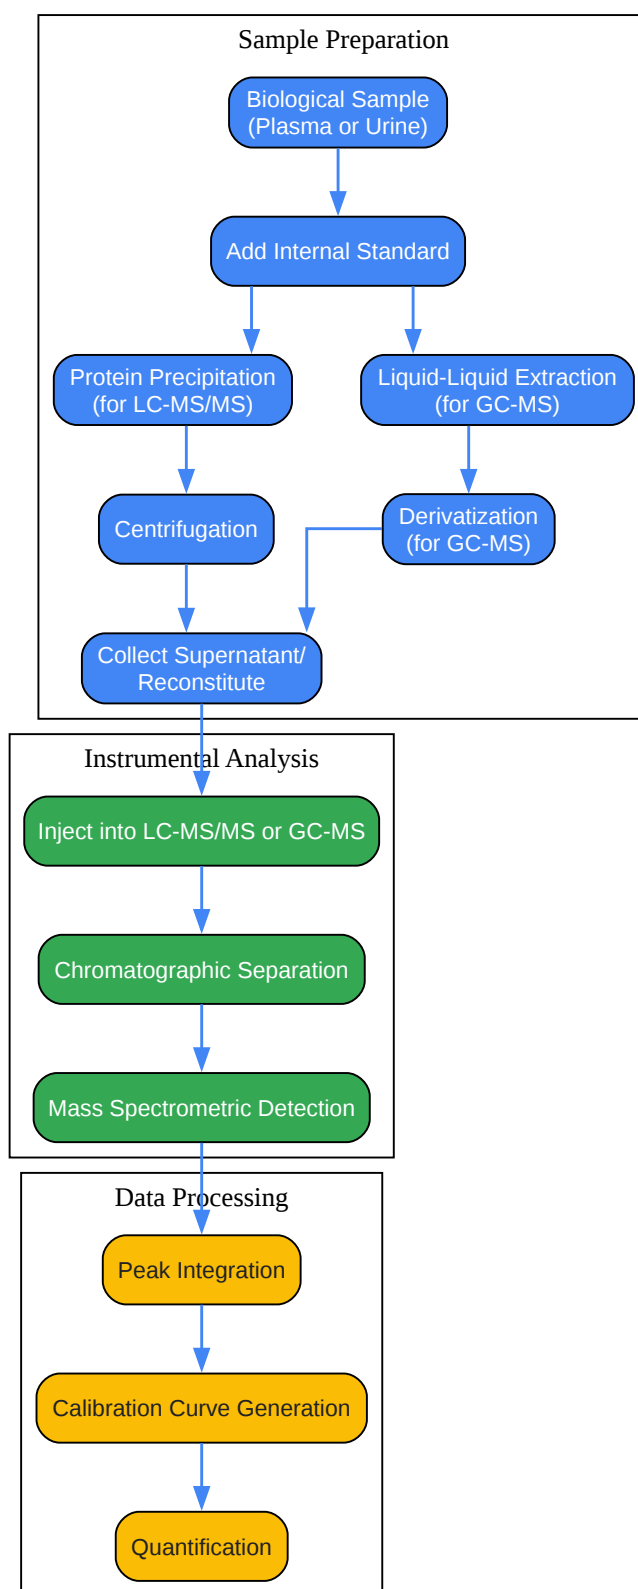 Sample Preparation
Biological Sample
(Plasma or Urine)
Add Internal Standard
Protein Precipitation
(for LC-MS/MS)
Liquid-Liquid Extraction
(for GC-MS)
Centrifugation
Derivatization
(for GC-MS)
Collect Supernatant/
Reconstitute
Instrumental Analysis
Inject into LC-MS/MS or GC-MS
Chromatographic Separation
Mass Spectrometric Detection
Data Processing
Peak Integration
Calibration Curve Generation
Quantification